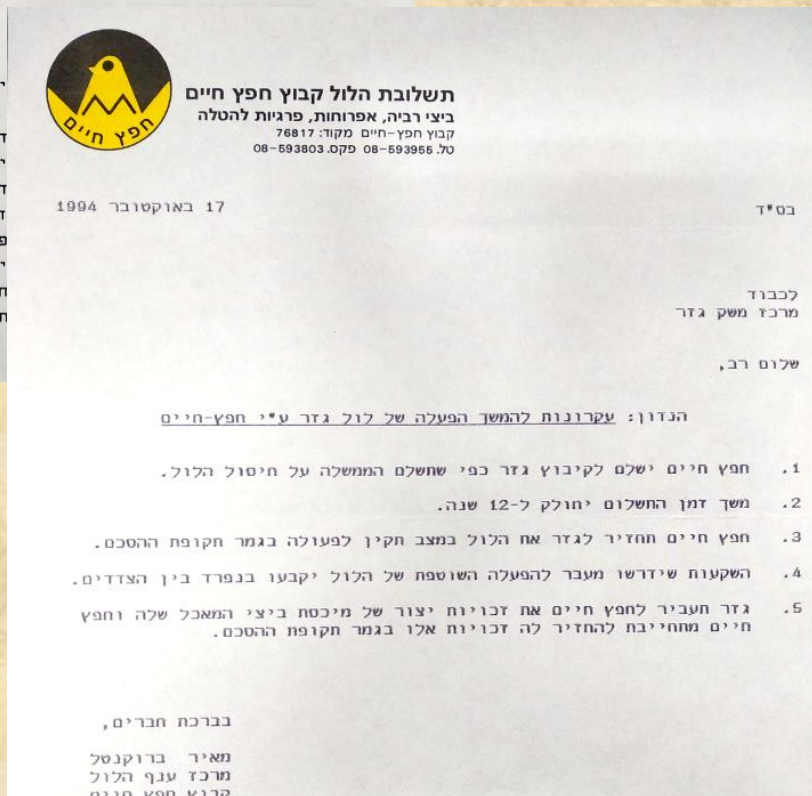 חפץ חיים
תשלובת הלול קבוץ חפץ חיים
ביצי רביה, אפרוחות, פרגיות להטלה
קבוץ חפץ-חיים מקוד: 76817
טל. 08-593955 פקס. 08-593803
17 באוקטובר 1994
בס"ד
לכבוד
מרכז משק גזר
שלום רב,
הנדון: עקרונות להמשך הפעלה של לול גזר ע"י חפץ-חיים
1. חפץ חיים ישלם לקיבוץ גזר כפי שתשלם הממשלה על חיסול הלול.
2. משך זמן התשלום יחולק ל-12 שנה.
3. חפץ חיים תחזיר לגזר את הלול במצב תקין לפעולה בגמר תקופת ההסכם.
4. השקעות שידרשו מעבר להפעלה השוטפת של הלול יקבעו בנפרד בין הצדדים.
5. גזר תעביר לחפץ חיים את זכויות יצור של מיכסת ביצי המאכל שלה וחפץ
חיים מתחייבת להחזיר לה זכויות אלו בגמר תקופת ההסכם.
בברכת חברים,
מאיר ברוקנטל
מרכז ענף הלול
קבוץ חפץ חיים